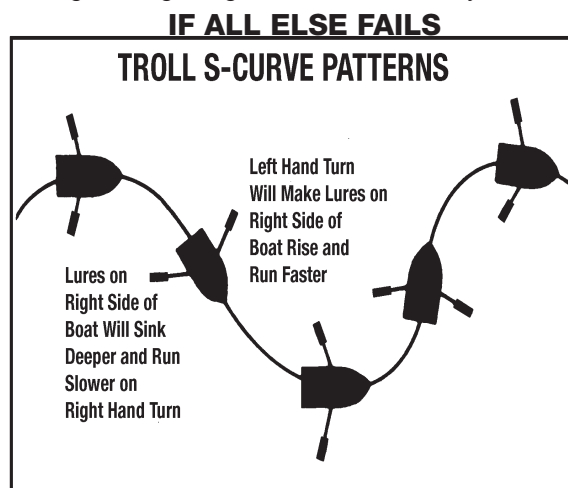 IF ALL ELSE FAILS
TROLL S-CURVE PATTERNS
Left Hand Turn
Will Make Lures on
Right Side of
Boat Rise and
Run Faster
Lures on
Right Side of
Boat Will Sink
Deeper and Run
Slower on
Right Hand Turn